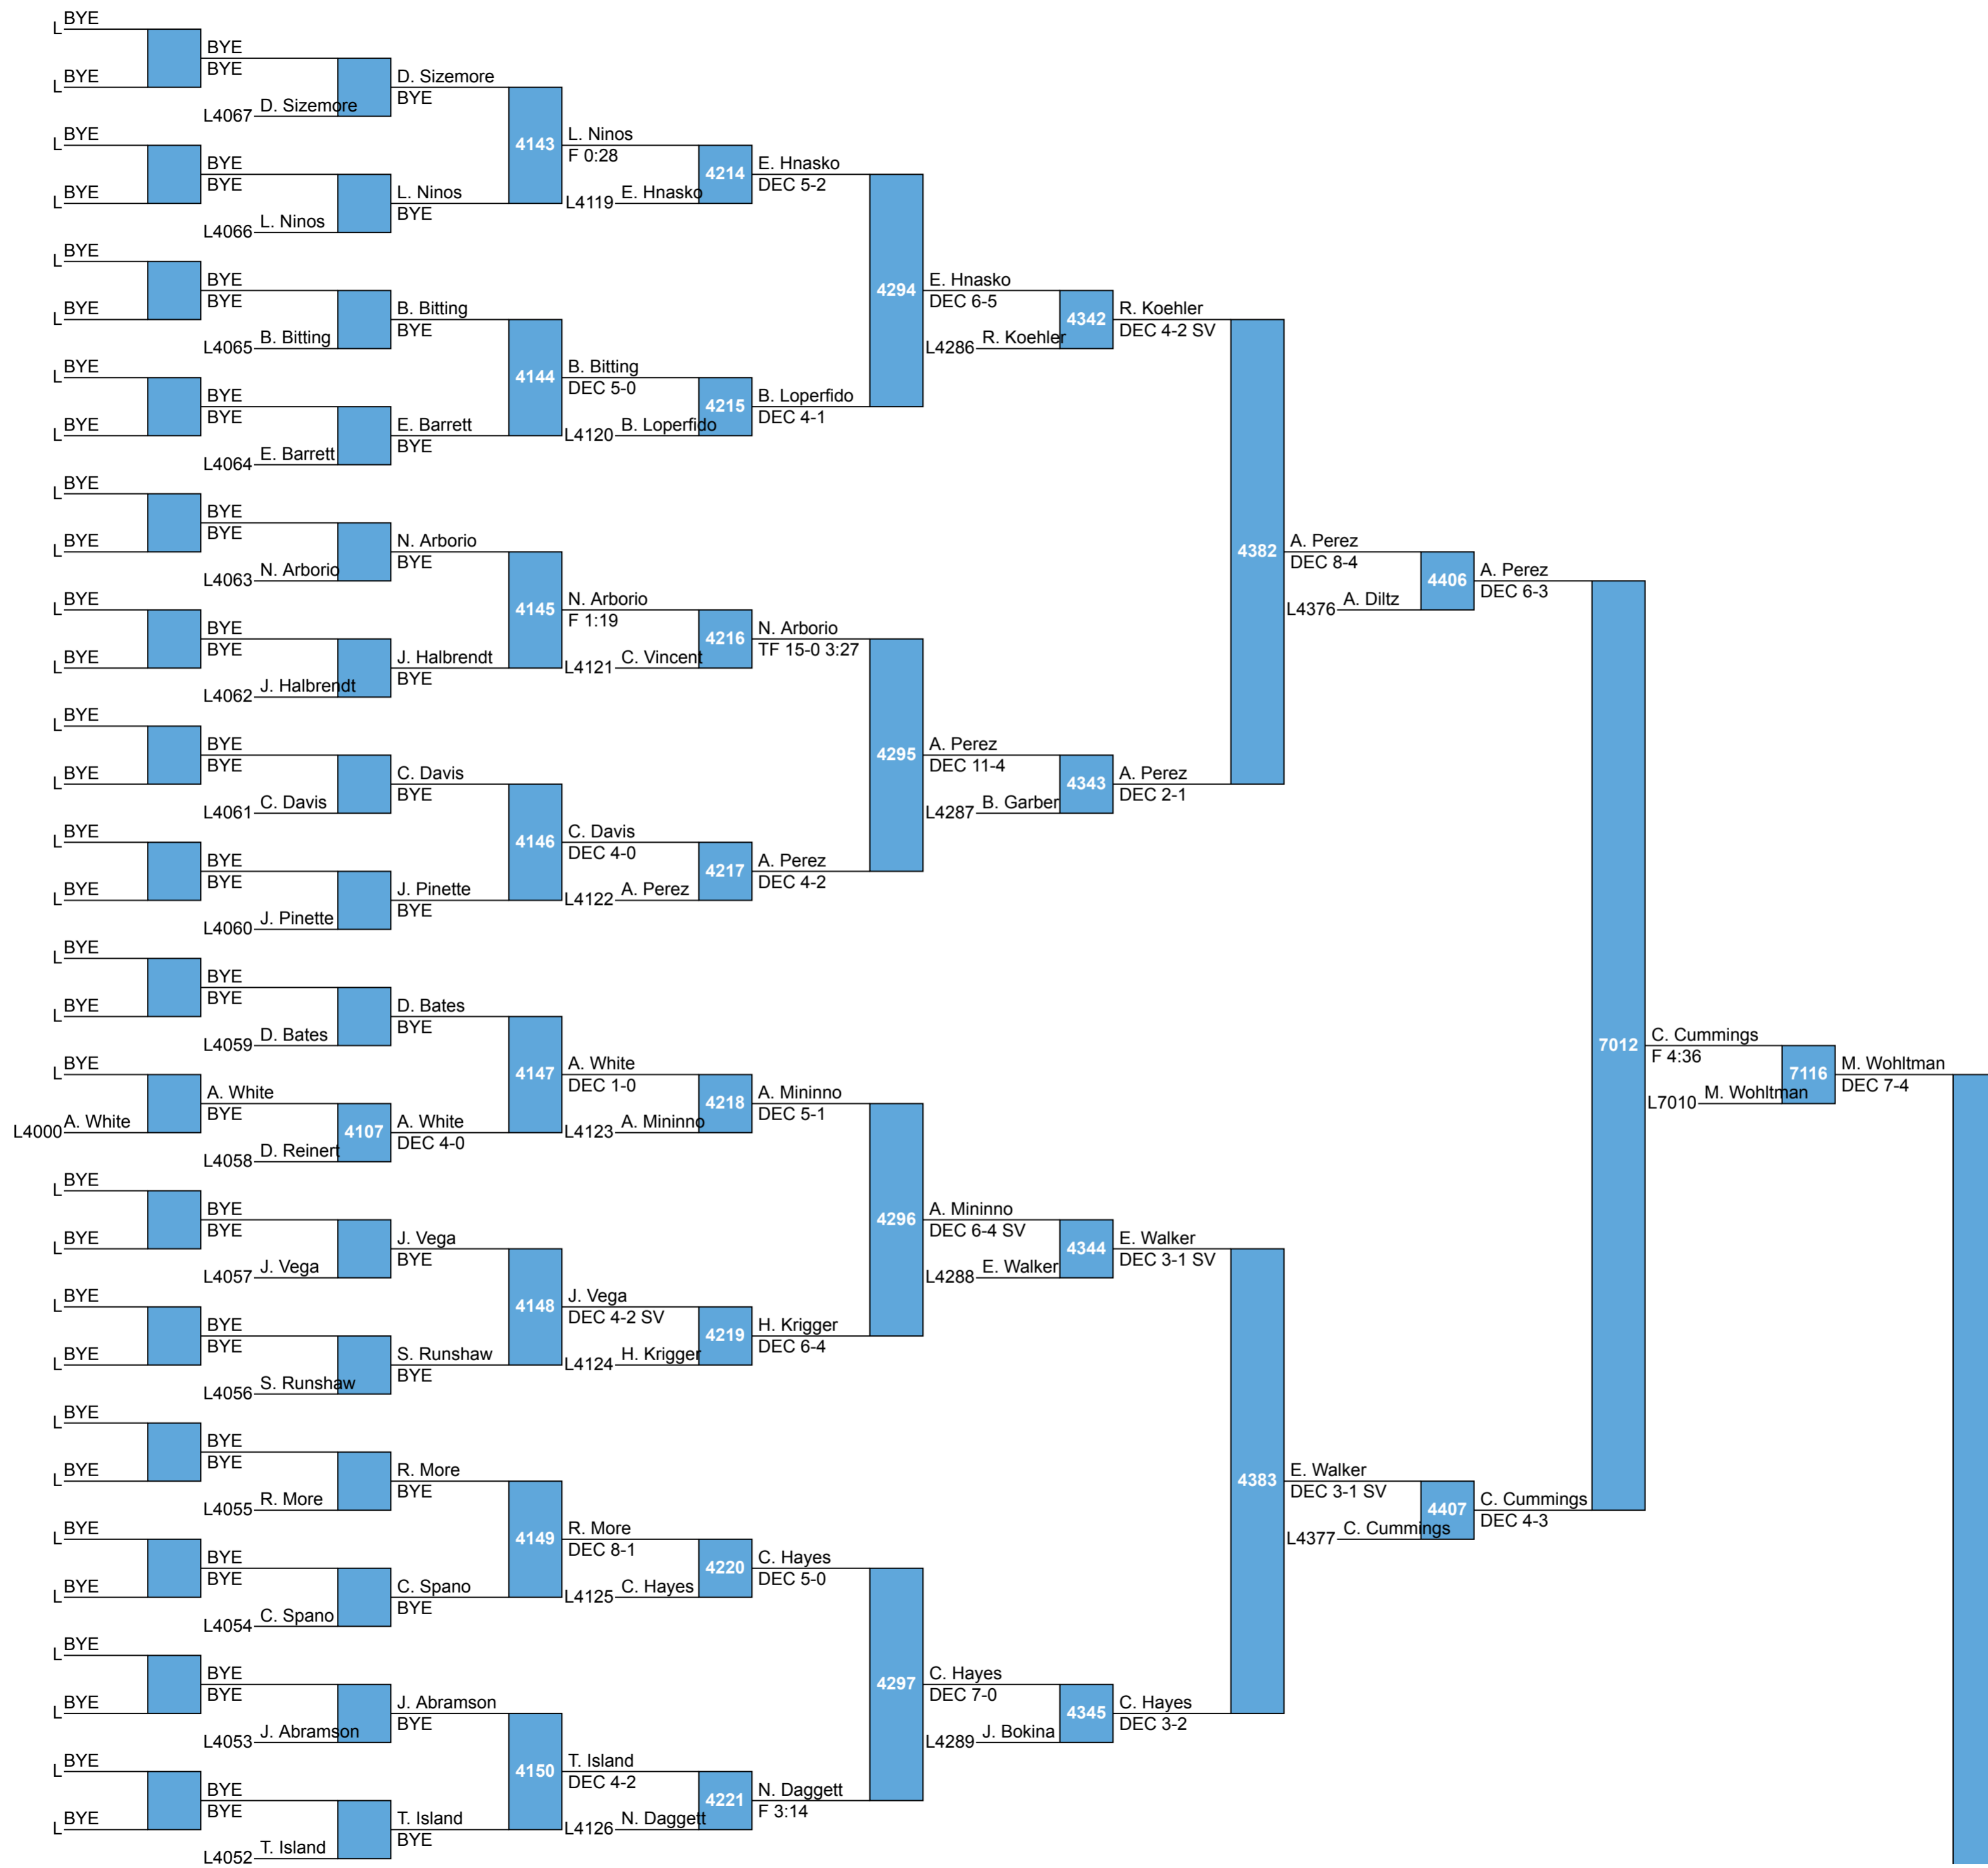 BYE
L
BYE
BYE
BYE
L
D. Sizemore
BYE
D. Sizemore
L4067
BYE
L
4143
L. Ninos
F 0:28
BYE
BYE
4214
E. Hnasko
DEC 5-2
BYE
L
L. Ninos
BYE
E. Hnasko
L4119
L. Ninos
L4066
BYE
L
BYE
BYE
4294
E. Hnasko
DEC 6-5
BYE
L
B. Bitting
BYE
4342
R. Koehler
DEC 4-2 SV
B. Bitting
L4065
R. Koehler
L4286
BYE
L
4144
B. Bitting
DEC 5-0
BYE
BYE
4215
B. Loperfido
DEC 4-1
BYE
L
E. Barrett
BYE
B. Loperfido
L4120
E. Barrett
L4064
BYE
L
BYE
BYE
BYE
L
N. Arborio
BYE
4382
A. Perez
DEC 8-4
N. Arborio
L4063
4406
A. Perez
DEC 6-3
BYE
L
4145
N. Arborio
F 1:19
A. Diltz
L4376
BYE
BYE
4216
N. Arborio
TF 15-0 3:27
BYE
L
J. Halbrendt
BYE
C. Vincent
L4121
J. Halbrendt
L4062
BYE
L
BYE
BYE
4295
A. Perez
DEC 11-4
BYE
L
C. Davis
BYE
4343
A. Perez
DEC 2-1
C. Davis
L4061
B. Garber
L4287
BYE
L
4146
C. Davis
DEC 4-0
BYE
BYE
4217
A. Perez
DEC 4-2
BYE
L
J. Pinette
BYE
A. Perez
L4122
J. Pinette
L4060
BYE
L
BYE
BYE
BYE
L
D. Bates
BYE
D. Bates
L4059
7012
C. Cummings
F 4:36
BYE
L
4147
A. White
DEC 1-0
7116
M. Wohltman
DEC 7-4
A. White
BYE
4218
A. Mininno
DEC 5-1
M. Wohltman
L7010
A. White
L4000
4107
A. White
DEC 4-0
A. Mininno
L4123
D. Reinert
L4058
BYE
L
BYE
BYE
4296
A. Mininno
DEC 6-4 SV
BYE
L
J. Vega
BYE
4344
E. Walker
DEC 3-1 SV
J. Vega
L4057
E. Walker
L4288
BYE
L
4148
J. Vega
DEC 4-2 SV
BYE
BYE
4219
H. Krigger
DEC 6-4
BYE
L
S. Runshaw
BYE
H. Krigger
L4124
S. Runshaw
L4056
BYE
L
BYE
BYE
BYE
L
R. More
BYE
4383
E. Walker
DEC 3-1 SV
R. More
L4055
4407
C. Cummings
DEC 4-3
BYE
L
4149
R. More
DEC 8-1
C. Cummings
L4377
BYE
BYE
4220
C. Hayes
DEC 5-0
BYE
L
C. Spano
BYE
C. Hayes
L4125
C. Spano
L4054
BYE
L
BYE
BYE
4297
C. Hayes
DEC 7-0
BYE
L
J. Abramson
BYE
4345
C. Hayes
DEC 3-2
J. Abramson
L4053
J. Bokina
L4289
BYE
L
4150
T. Island
DEC 4-2
BYE
BYE
4221
N. Daggett
F 3:14
BYE
L
T. Island
BYE
N. Daggett
L4126
T. Island
L4052